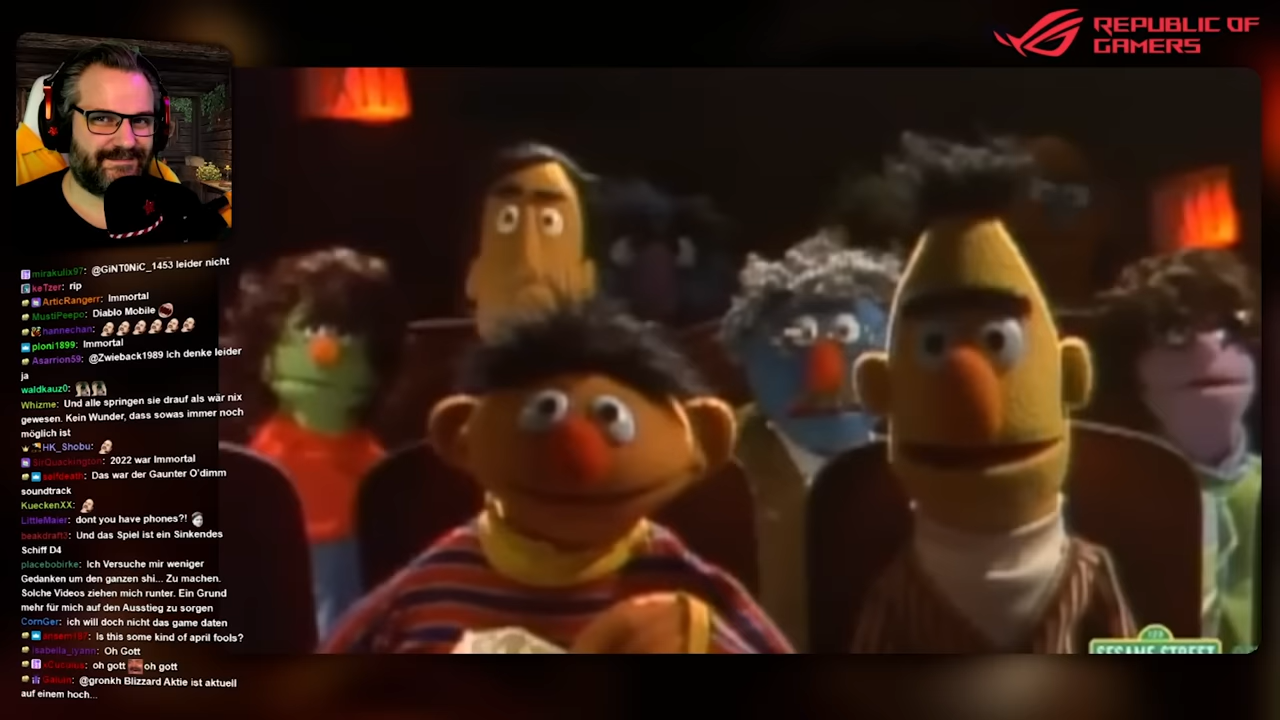 REPUBLIC OF
GAMERS
mirakulix97: @GiNT0NiC_1453 leider nicht
keTzer: rip
ArticRangerr: Immortal
MustiPeepo: Diablo Mobile
hannechan:
ploni1899: Immortal
Asarrion59: @Zwieback1989 Ich denke leider
ja
waldkauz0:
Whizme: Und alle springen sie drauf als wär nix
gewesen. Kein Wunder, dass sowas immer noch
möglich ist
HK_Shobu:
SirQuackington: 2022 war Immortal
selfdeath: Das war der Gaunter O'dimm
soundtrack
KueckenXX:
LittleMaier: dont you have phones?!
Und das Spiel ist ein Sinkendes
Schiff D4
placebobirke: Ich Versuche mir weniger
Gedanken um den ganzen shi... Zu machen.
Solche Videos ziehen mich runter. Ein Grund
mehr für mich auf den Ausstieg zu sorgen
CornGer: ich will doch nicht das game daten
Is this some kind of april fools?
isabella_iyann: Oh Gott
oh gott oh gott
@gronkh Blizzard Aktie ist aktuell
auf einem hoch...
123
SESAME STREET